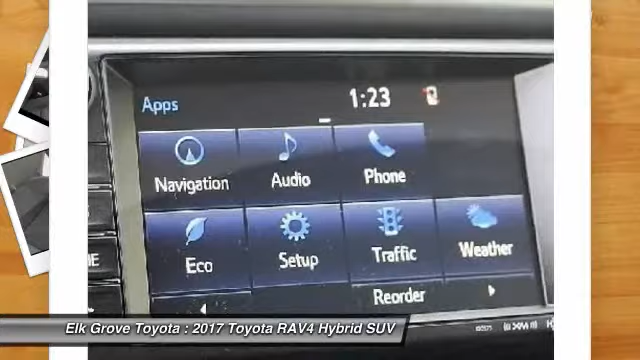 Apps 1:23
Navigation Audio Phone
Eco Setup Traffic Weather
Reorder
Elk Grove Toyota : 2017 Toyota RAV4 Hybrid SUV